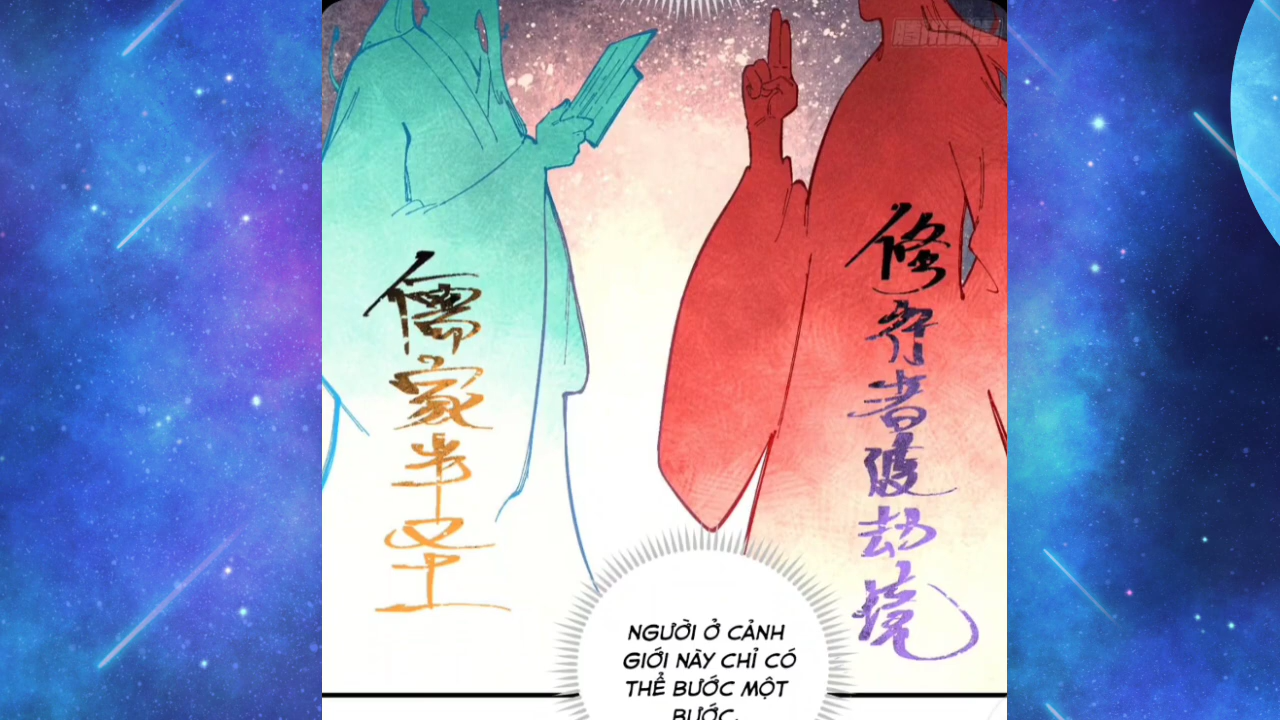 儒家半圣
修行者渡劫境
NGƯỜI Ở CẢNH
GIỚI NÀY CHỈ CÓ
THỂ BƯỚC MỘT
BƯỚC,